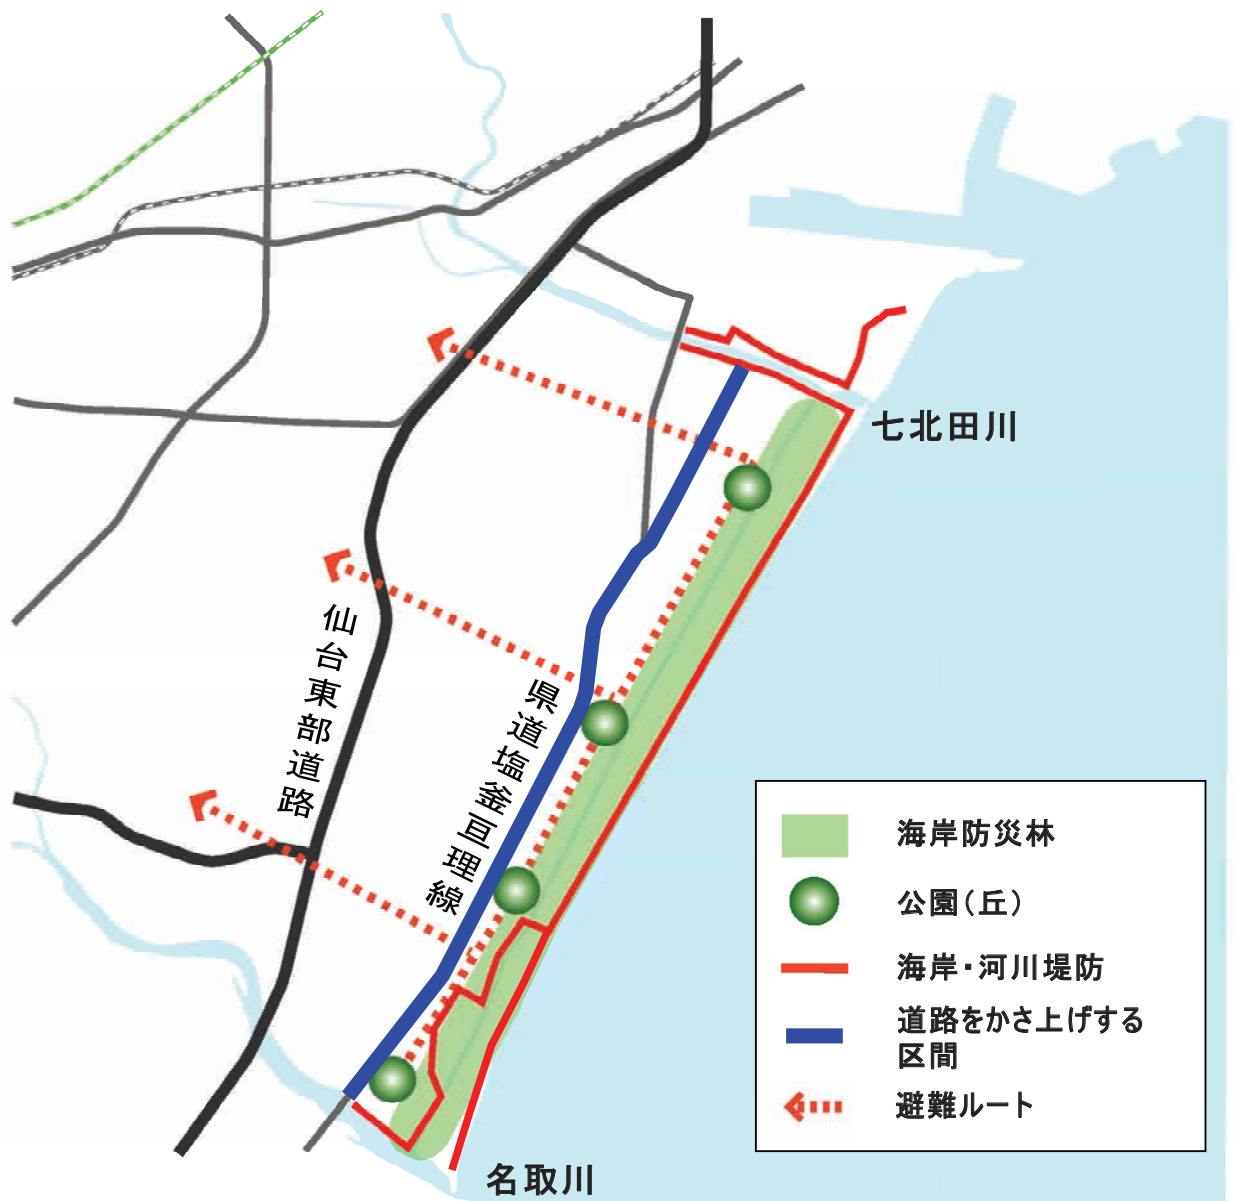 七北田川
仙台東部道路
県道塩釜亘理線
海岸防災林
公園(丘)
海岸・河川堤防
道路をかさ上げする
区間
避難ルート
名取川